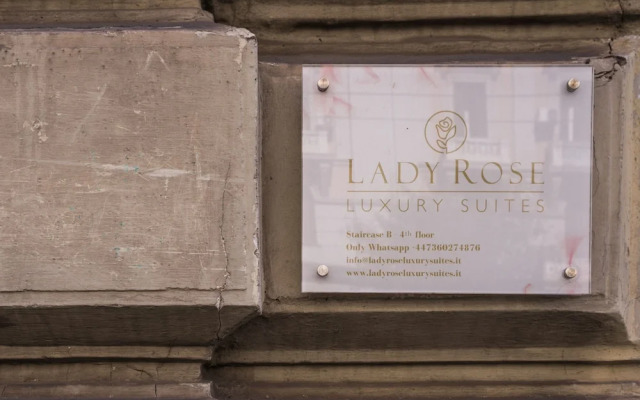 LADY ROSE
LUXURY SUITES
Staircase B - 4th floor
Only Whatsapp +447360274876
info@ladyroseluxurysuites.it
www.ladyroseluxurysuites.it